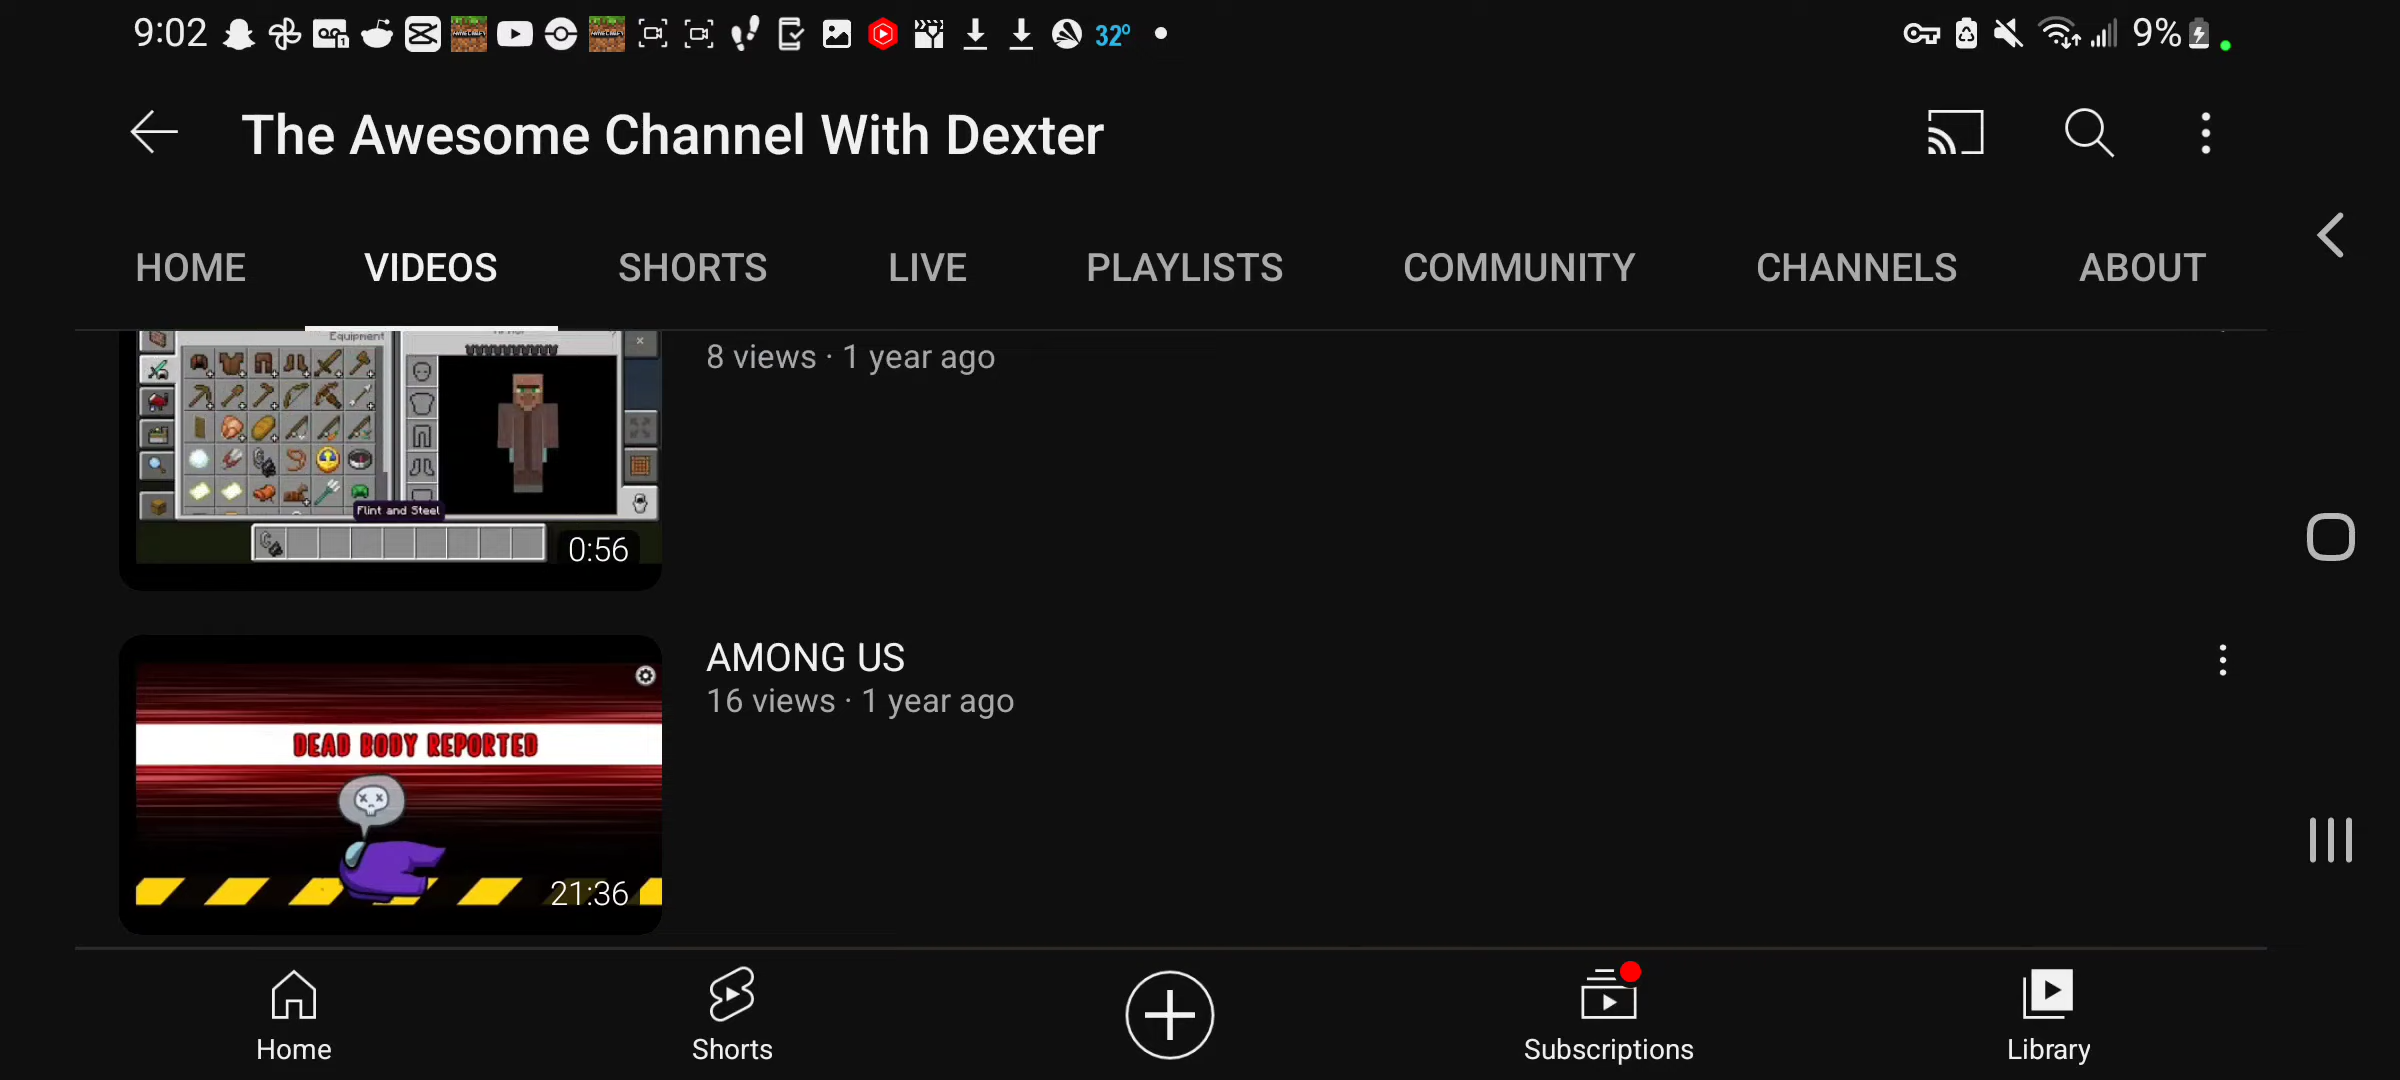 9:02 32° 9%
The Awesome Channel With Dexter
HOME VIDEOS SHORTS LIVE PLAYLISTS COMMUNITY CHANNELS ABOUT
Equipment
8 views · 1 year ago
Flint and Steel
0:56
AMONG US
16 views · 1 year ago
DEAD BODY REPORTED
21:36
Home Shorts Subscriptions Library